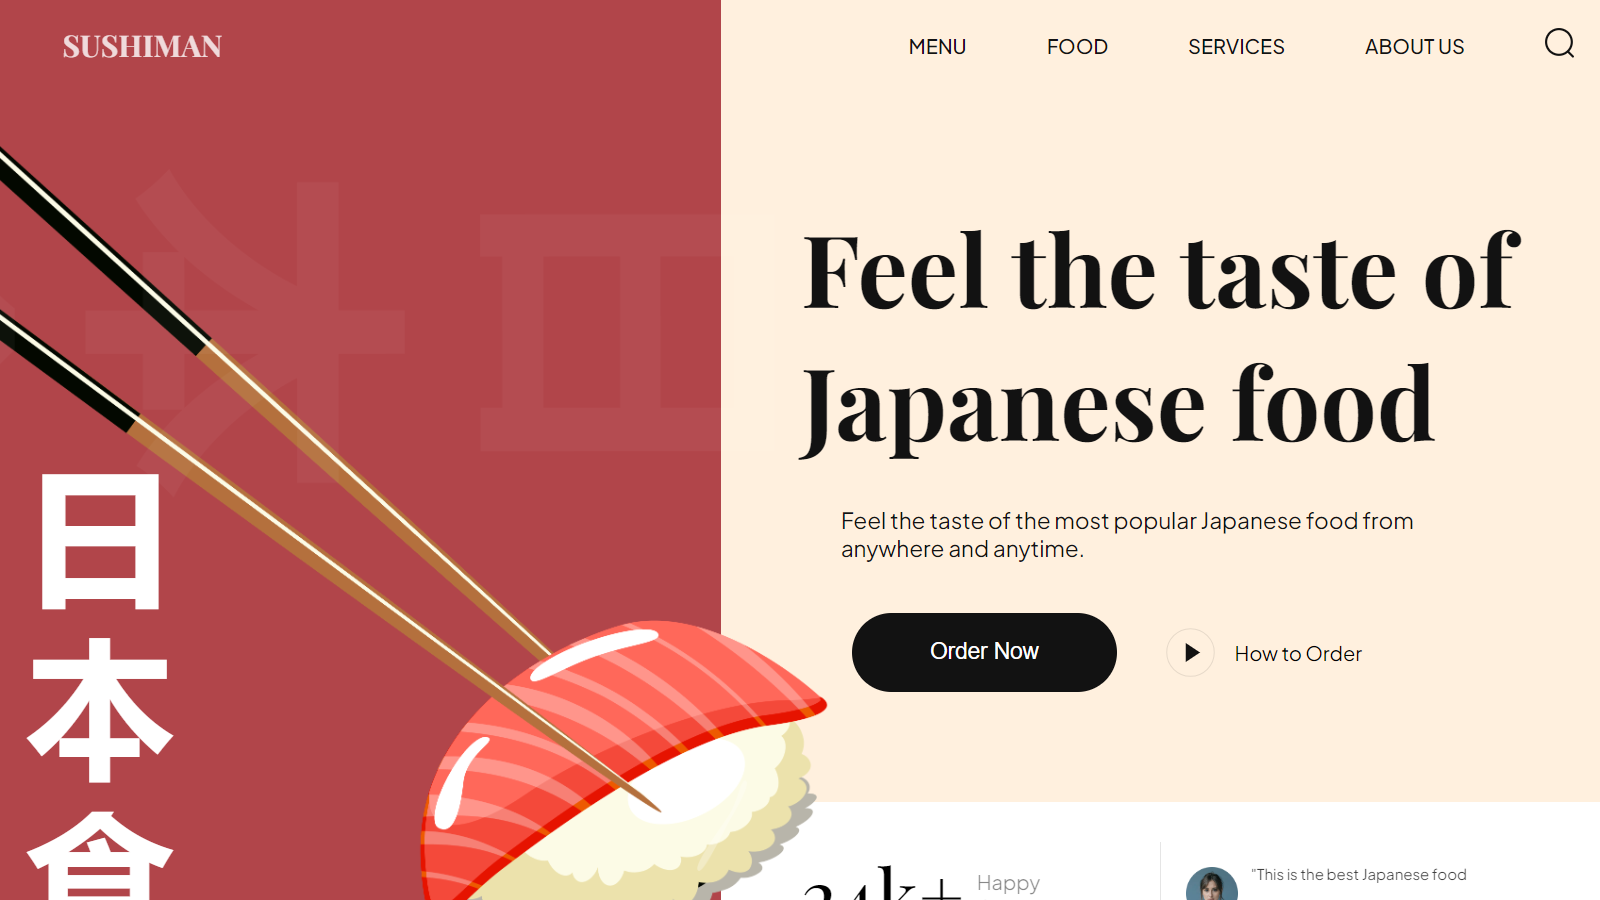 SUSHIMAN
MENU
FOOD
SERVICES
ABOUT US
Feel the taste of
Japanese food
Feel the taste of the most popular Japanese food from
anywhere and anytime.
Order Now
How to Order
日
本
食
24k+
Happy
"This is the best Japanese food